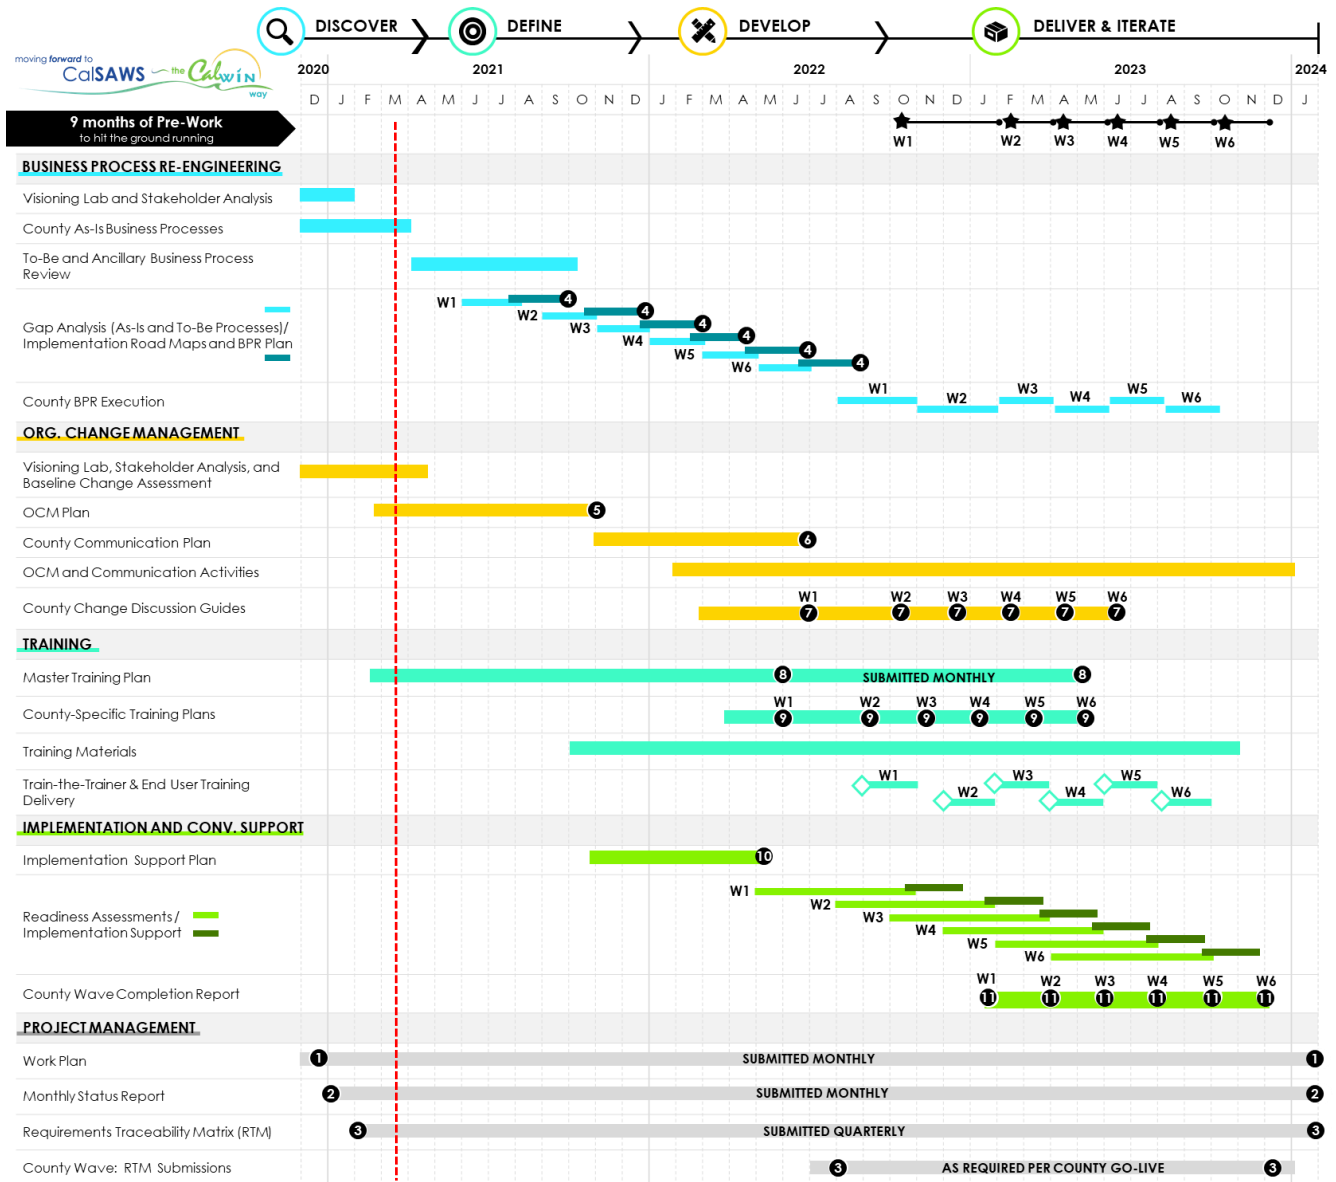 DISCOVER DEFINE DEVELOP DELIVER & ITERATE
moving forward to
CalSAWS the CalWIN
way
2020 2021 2022 2023 2024
D J F M A M J J A S O N D J F M A M J J A S O N D J F M A M J J A S O N D J
9 months of Pre-Work
to hit the ground running
W1 W2 W3 W4 W5 W6
BUSINESS PROCESS RE-ENGINEERING
Visioning Lab and Stakeholder Analysis
County As-Is Business Processes
To-Be and Ancillary Business Process
Review
Gap Analysis (As-Is and To-Be Processes)/
Implementation Road Maps and BPR Plan
W1 4
W2 4
W3 4
W4 4
W5 4
W6 4
County BPR Execution
W1 W2 W3 W4 W5 W6
ORG. CHANGE MANAGEMENT
Visioning Lab, Stakeholder Analysis, and
Baseline Change Assessment
OCM Plan 5
County Communication Plan 6
OCM and Communication Activities
W1 W2 W3 W4 W5 W6
County Change Discussion Guides 7 7 7 7 7 7
TRAINING
Master Training Plan 8 SUBMITTED MONTHLY 8
W1 W2 W3 W4 W5 W6
County-Specific Training Plans 9 9 9 9 9 9
Training Materials
Train-the-Trainer & End User Training
Delivery
W1 W2 W3 W4 W5 W6
IMPLEMENTATION AND CONV. SUPPORT
Implementation Support Plan 10
Readiness Assessments/
Implementation Support
W1
W2
W3
W4
W5
W6
W1 W2 W3 W4 W5 W6
County Wave Completion Report 11 11 11 11 11 11
PROJECT MANAGEMENT
Work Plan 1 SUBMITTED MONTHLY 1
Monthly Status Report 2 SUBMITTED MONTHLY 2
Requirements Traceability Matrix (RTM) 3 SUBMITTED QUARTERLY 3
County Wave: RTM Submissions 3 AS REQUIRED PER COUNTY GO-LIVE 3